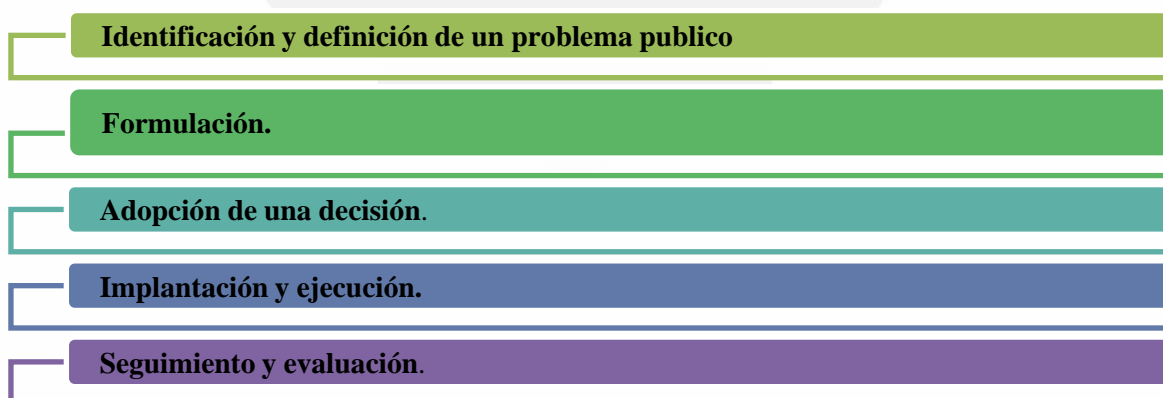 Identificación y definición de un problema publico
Formulación.
Adopción de una decisión.
Implantación y ejecución.
Seguimiento y evaluación.